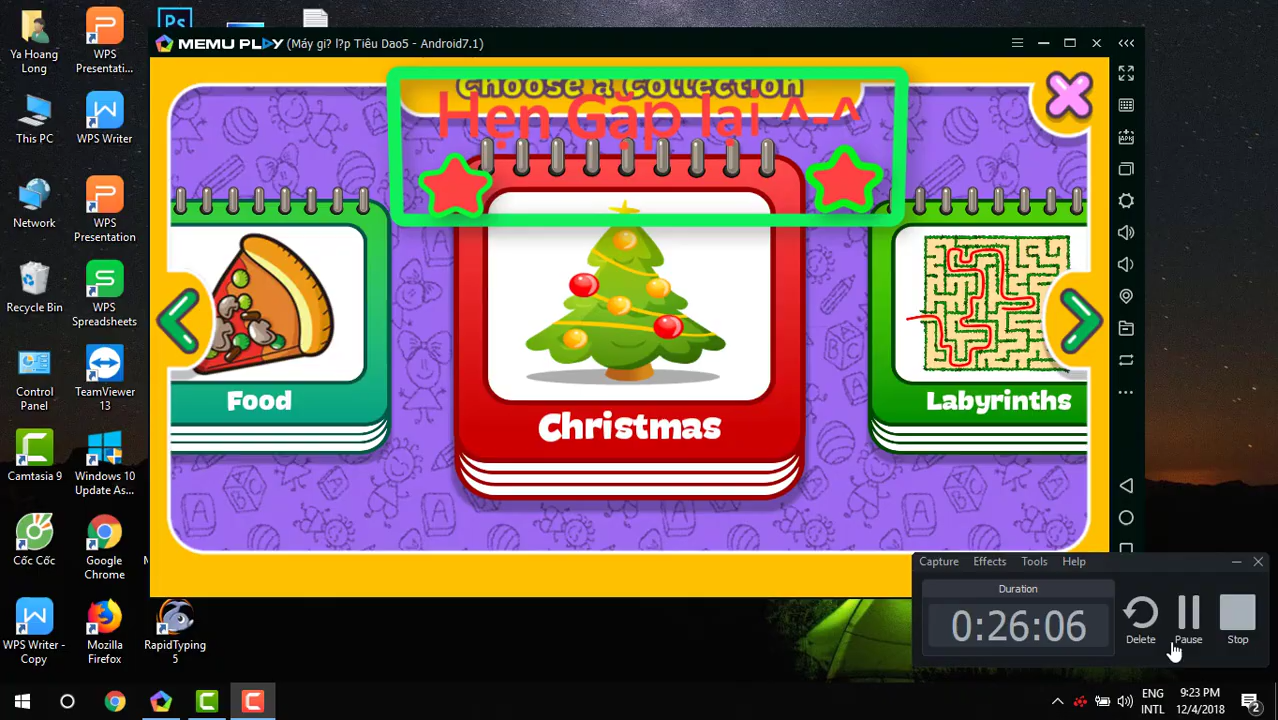 Ya Hoang
Long
WPS
Presentati...
Ps
This PC
WPS Writer
Network
WPS
Presentation
Recycle Bin
WPS
Spreadsheets
Control
Panel
TeamViewer
13
Camtasia 9
Windows 10
Update As...
Cốc Cốc
Google
Chrome
WPS Writer -
Copy
Mozilla
Firefox
RapidTyping
5
MEMU PLAY (Máy gi? l?p Tiêu Dao5 - Android7.1)
Choose a Collection
Hẹn Gặp lại ^-^
Food
Christmas
Labyrinths
Capture Effects Tools Help
Duration
0:26:06
Delete
Pause
Stop
ENG
INTL
9:23 PM
12/4/2018
2